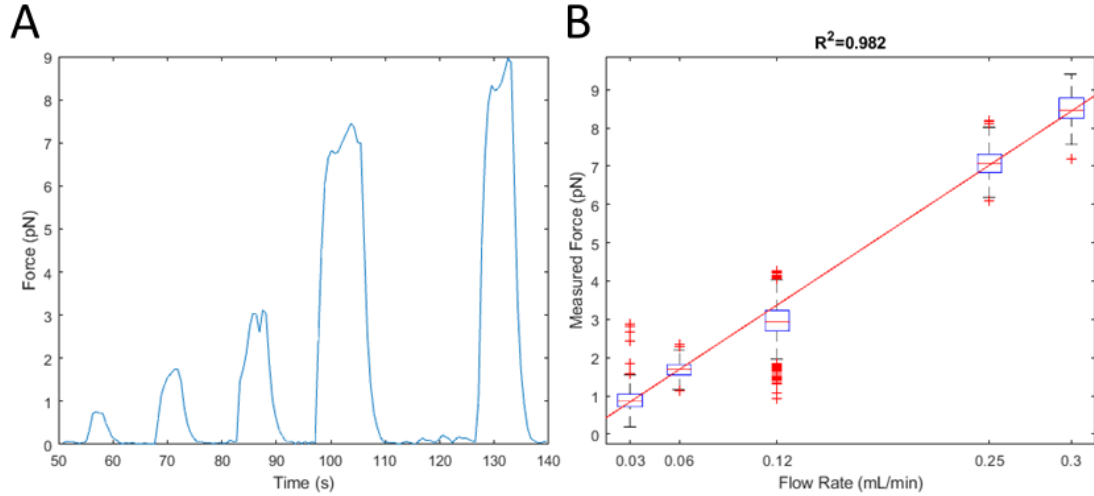 A
9
8
7
6
5
4
3
2
1
0
Force (pN)
50 60 70 80 90 100 110 120 130 140
Time (s)
B
R²=0.982
9
8
7
6
5
4
3
2
1
0
Measured Force (pN)
0.03 0.06 0.12 0.25 0.3
Flow Rate (mL/min)